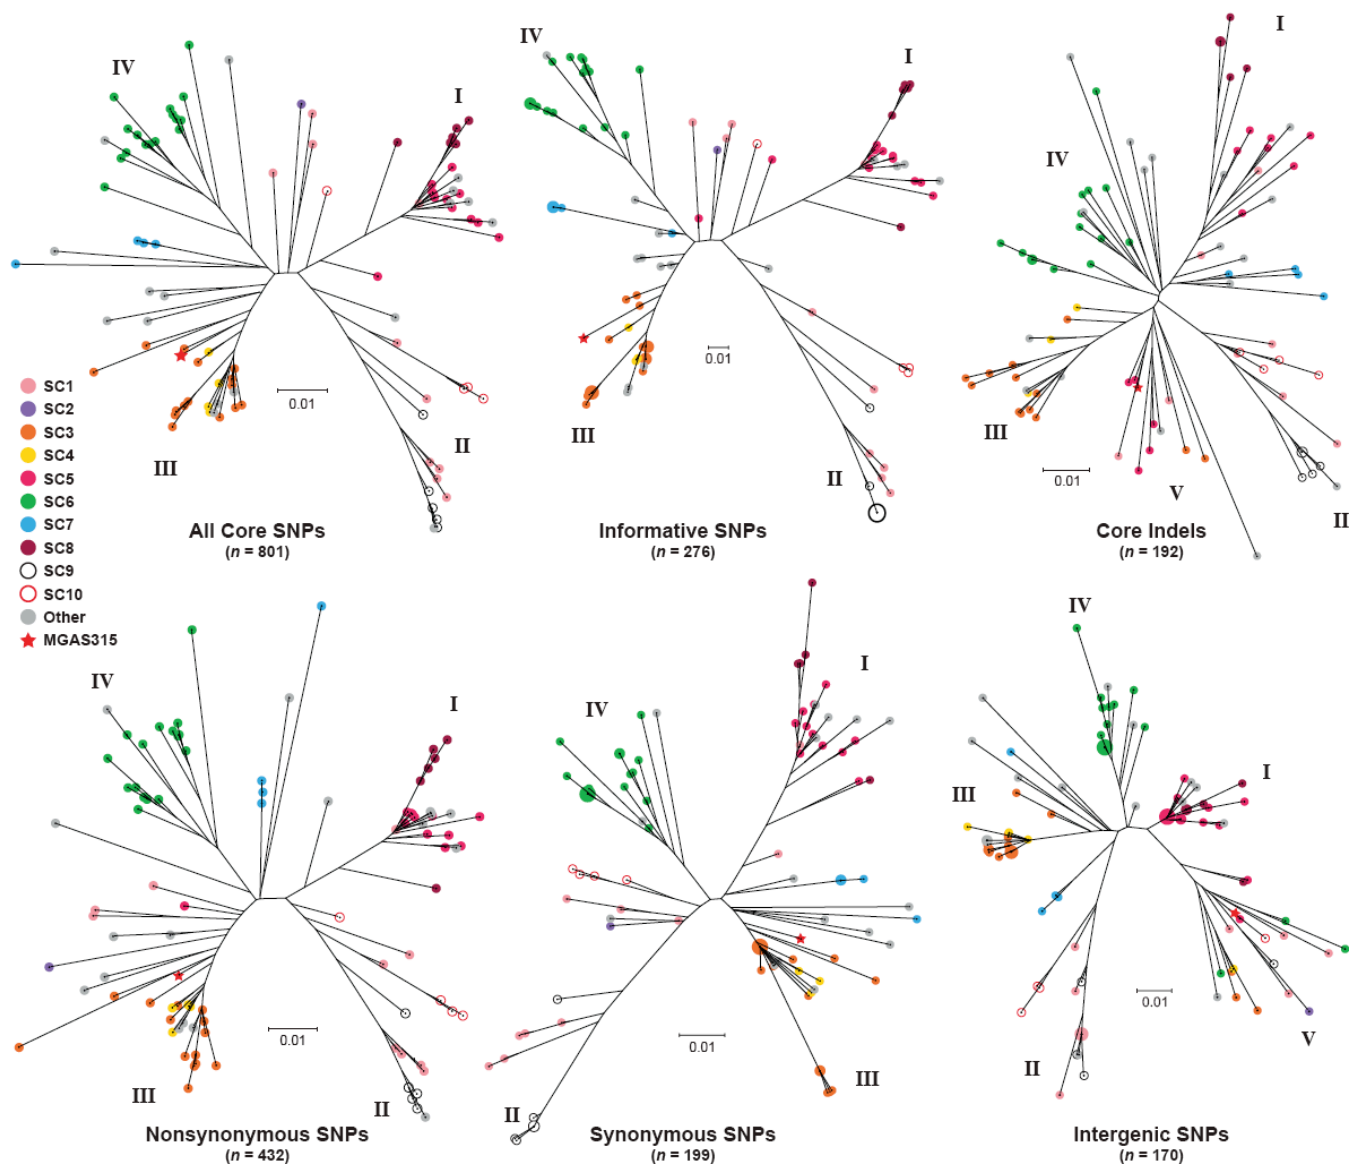 IV
I
0.01
II
III
All Core SNPs
(n = 801)
IV
I
0.01
III
II
Informative SNPs
(n = 276)
I
IV
III
0.01
V
II
Core Indels
(n = 192)
SC1
SC2
SC3
SC4
SC5
SC6
SC7
SC8
SC9
SC10
Other
MGAS315
IV
I
0.01
III
II
Nonsynonymous SNPs
(n = 432)
I
IV
0.01
III
II
Synonymous SNPs
(n = 199)
IV
I
III
0.01
V
II
Intergenic SNPs
(n = 170)